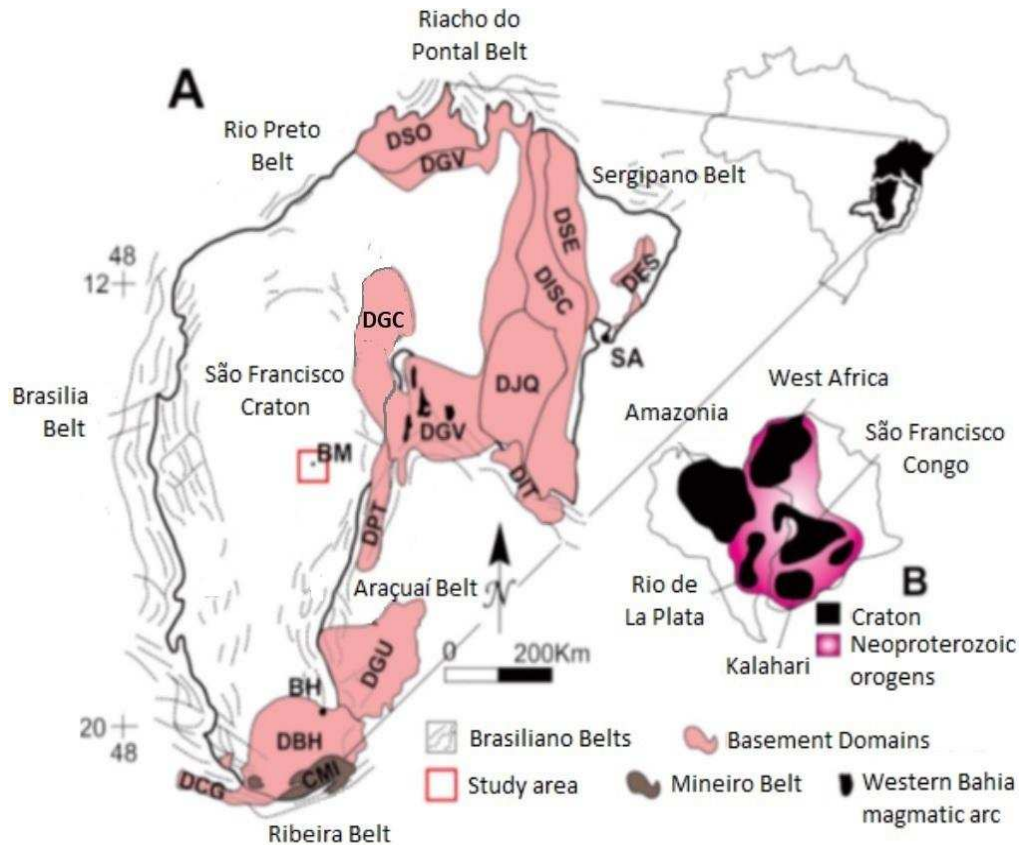 Riacho do
Pontal Belt
A
Rio Preto
Belt
DSO
DGV
Sergipano Belt
DSE
DES
DISC
48
12
DGC
SA
São Francisco
Craton
DJQ
Brasilia
Belt
DGV
BM
DIT
DPT
West Africa
Amazonia
São Francisco
Congo
Araçuaí Belt
N
Rio de
La Plata
B
Craton
Neoproterozoic
orogens
Kalahari
0 200Km
DGU
BH
20
48
DBH
CMI
DCG
Ribeira Belt
Brasiliano Belts
Basement Domains
Study area
Mineiro Belt
Western Bahia
magmatic arc